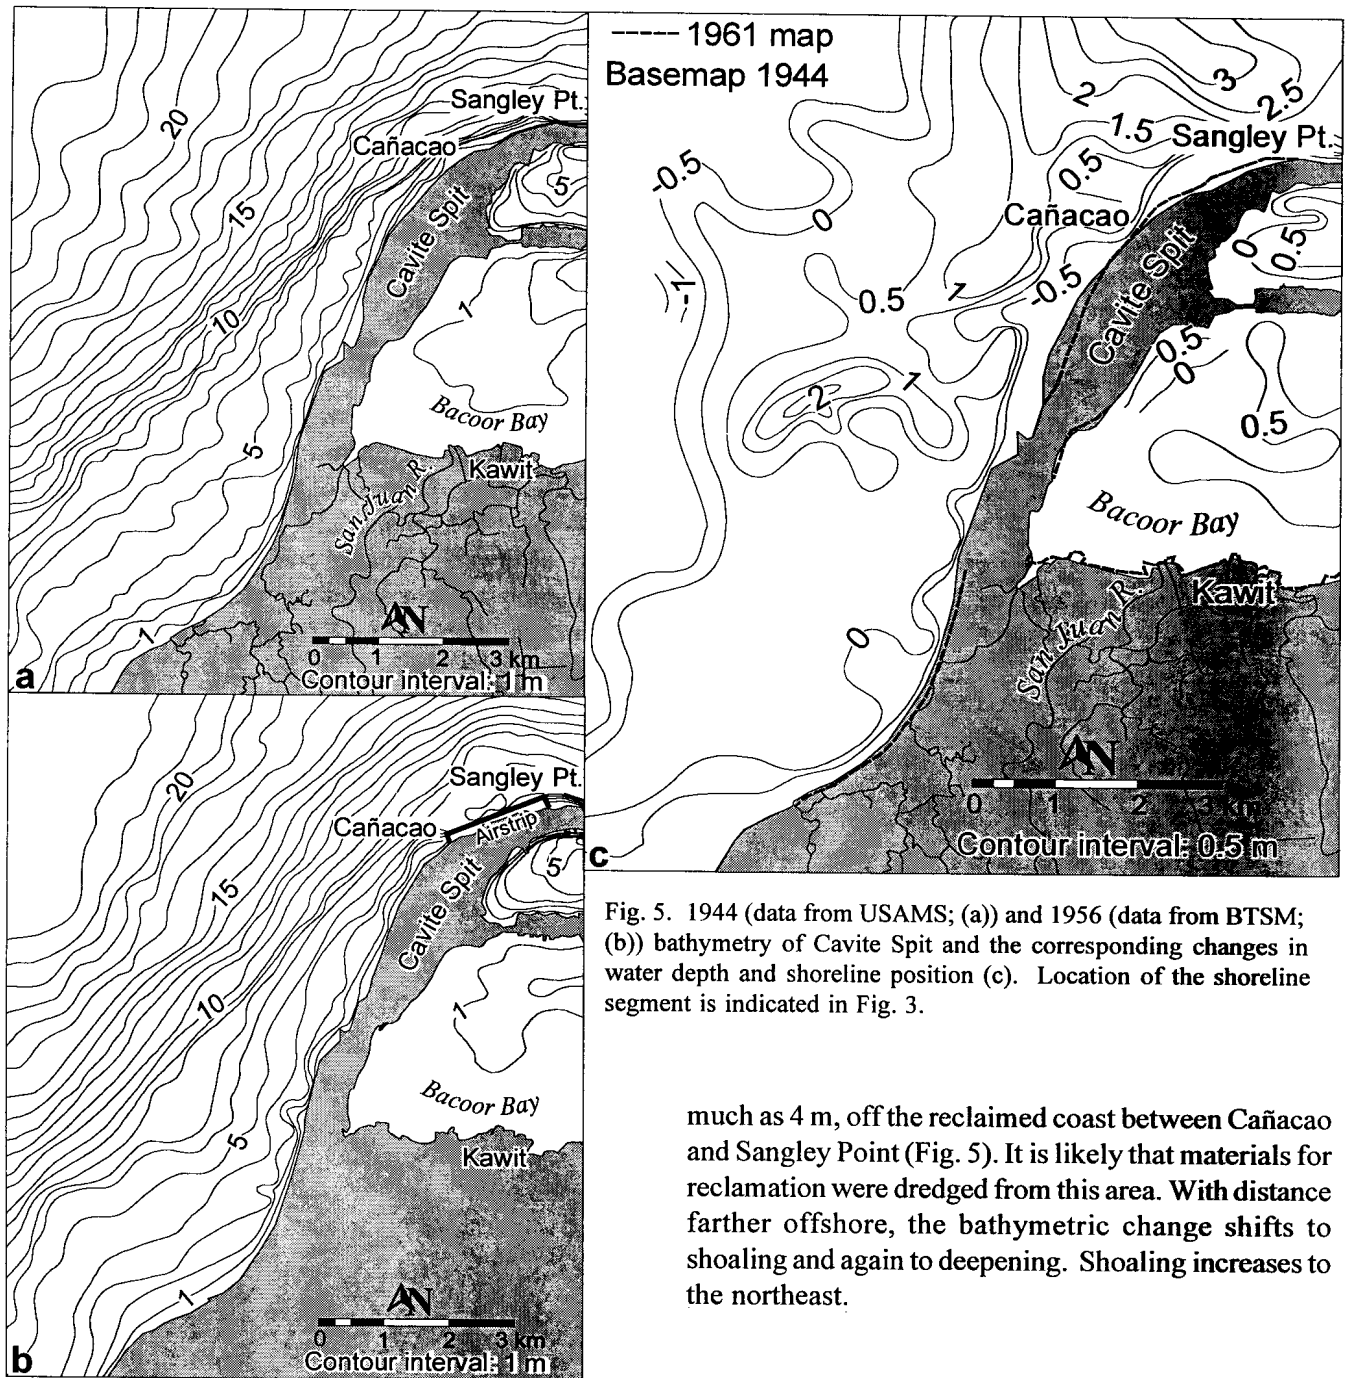 20
Sangley Pt.
Cañacao
5
15
Cavite Spit
10
1
Bacoor Bay
5
Kawit
San Juan R.
N
1
0 1 2 3 km
Contour interval: 1 m
a
20
Sangley Pt.
Airstrip
Cañacao
5
15
Cavite Spit
10
1
Bacoor Bay
5
Kawit
1
N
0 1 2 3 km
Contour interval: 1 m
b
----- 1961 map
Basemap 1944
3
2
2.5
1.5
Sangley Pt.
-0.5
0.5
0
Cañacao
0
0.5
-1
0.5
1
-0.5
Cavite Spit
0.5
0
2
1
0.5
Bacoor Bay
Kawit
0
San Juan R.
N
0 1 2 3 km
Contour interval: 0.5 m
c
Fig. 5. 1944 (data from USAMS; (a)) and 1956 (data from BTSM;
(b)) bathymetry of Cavite Spit and the corresponding changes in
water depth and shoreline position (c). Location of the shoreline
segment is indicated in Fig. 3.
much as 4 m, off the reclaimed coast between Cañacao
and Sangley Point (Fig. 5). It is likely that materials for
reclamation were dredged from this area. With distance
farther offshore, the bathymetric change shifts to
shoaling and again to deepening. Shoaling increases to
the northeast.